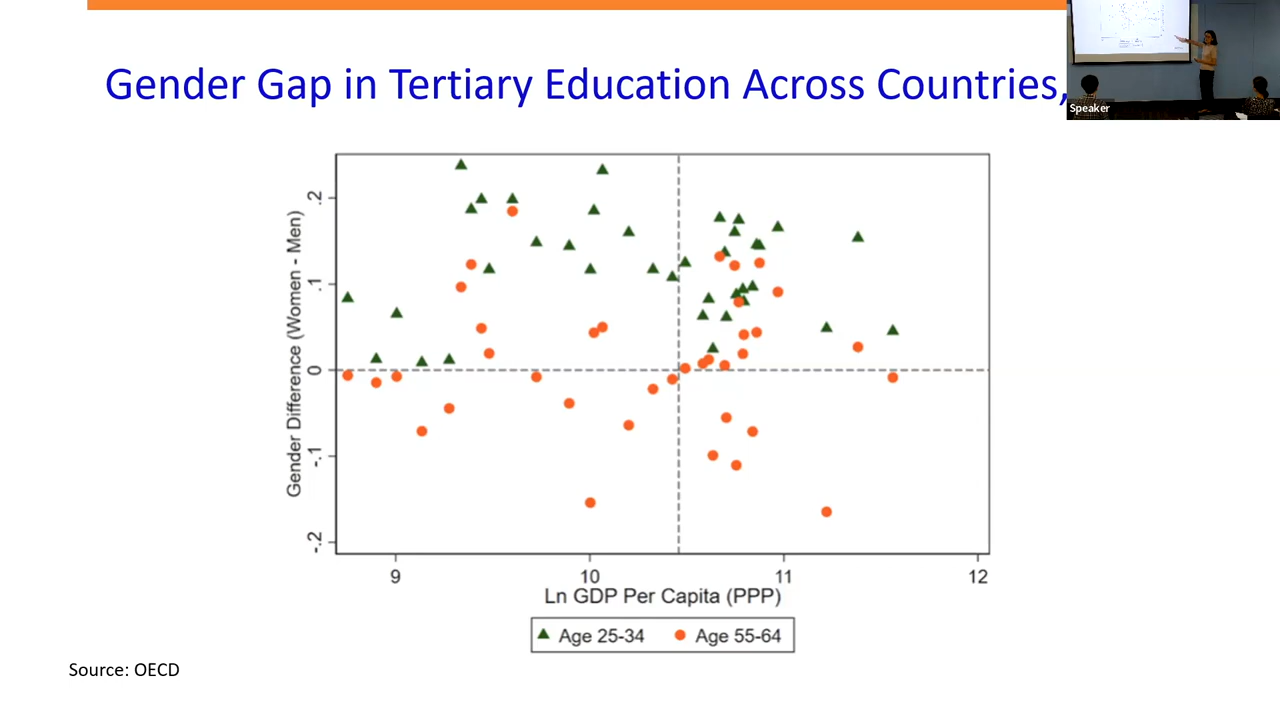 Gender Gap in Tertiary Education Across Countries,
Speaker
Gender Difference (Women - Men)
.2
.1
0
-.1
-.2
9 10 11 12
Ln GDP Per Capita (PPP)
Age 25-34 Age 55-64
Source: OECD